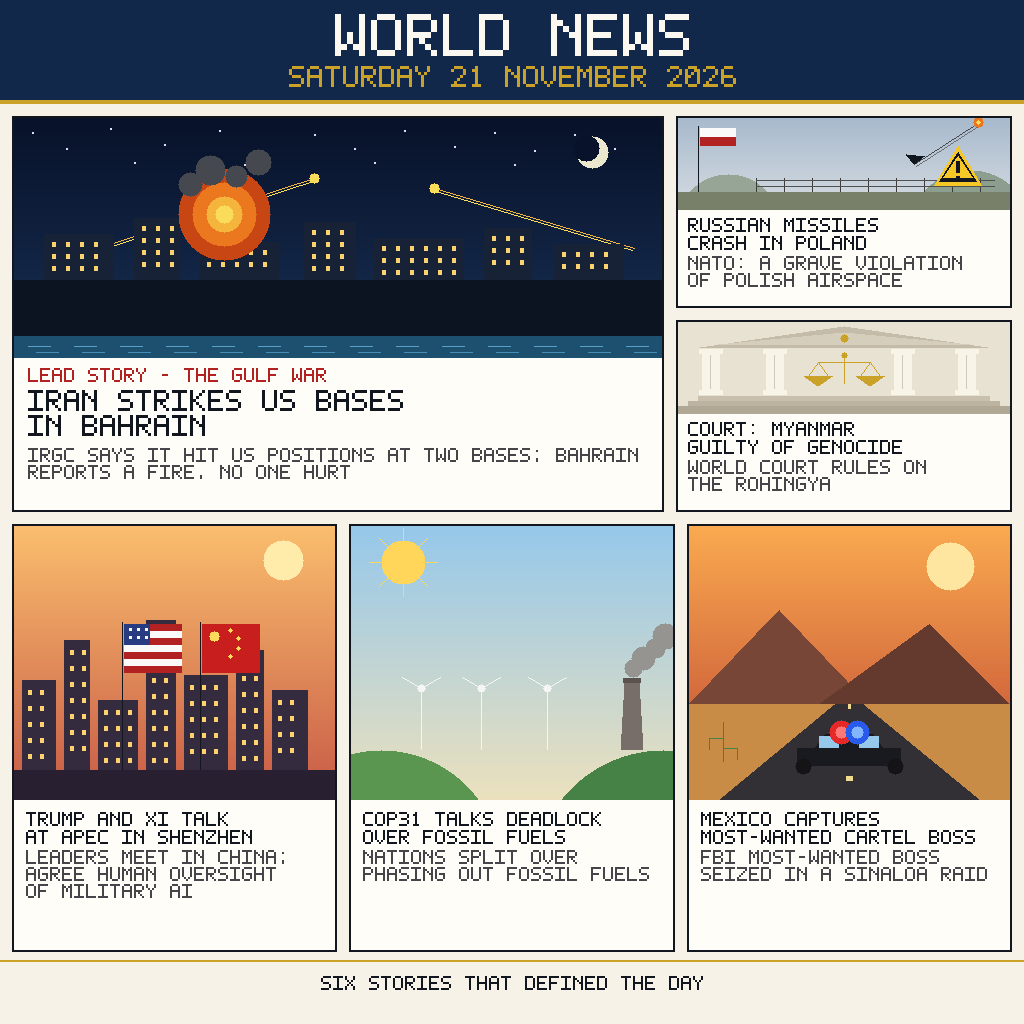 WORLD NEWS
SATURDAY 21 NOVEMBER 2026
LEAD STORY - THE GULF WAR
IRAN STRIKES US BASES
IN BAHRAIN
IRGC SAYS IT HIT US POSITIONS AT TWO BASES; BAHRAIN
REPORTS A FIRE, NO ONE HURT
RUSSIAN MISSILES
CRASH IN POLAND
NATO: A GRAVE VIOLATION
OF POLISH AIRSPACE
COURT: MYANMAR
GUILTY OF GENOCIDE
WORLD COURT RULES ON
THE ROHINGYA
TRUMP AND XI TALK
AT APEC IN SHENZHEN
LEADERS MEET IN CHINA;
AGREE HUMAN OVERSIGHT
OF MILITARY AI
COP31 TALKS DEADLOCK
OVER FOSSIL FUELS
NATIONS SPLIT OVER
PHASING OUT FOSSIL FUELS
MEXICO CAPTURES
MOST-WANTED CARTEL BOSS
FBI MOST-WANTED BOSS
SEIZED IN A SINALOA RAID
SIX STORIES THAT DEFINED THE DAY